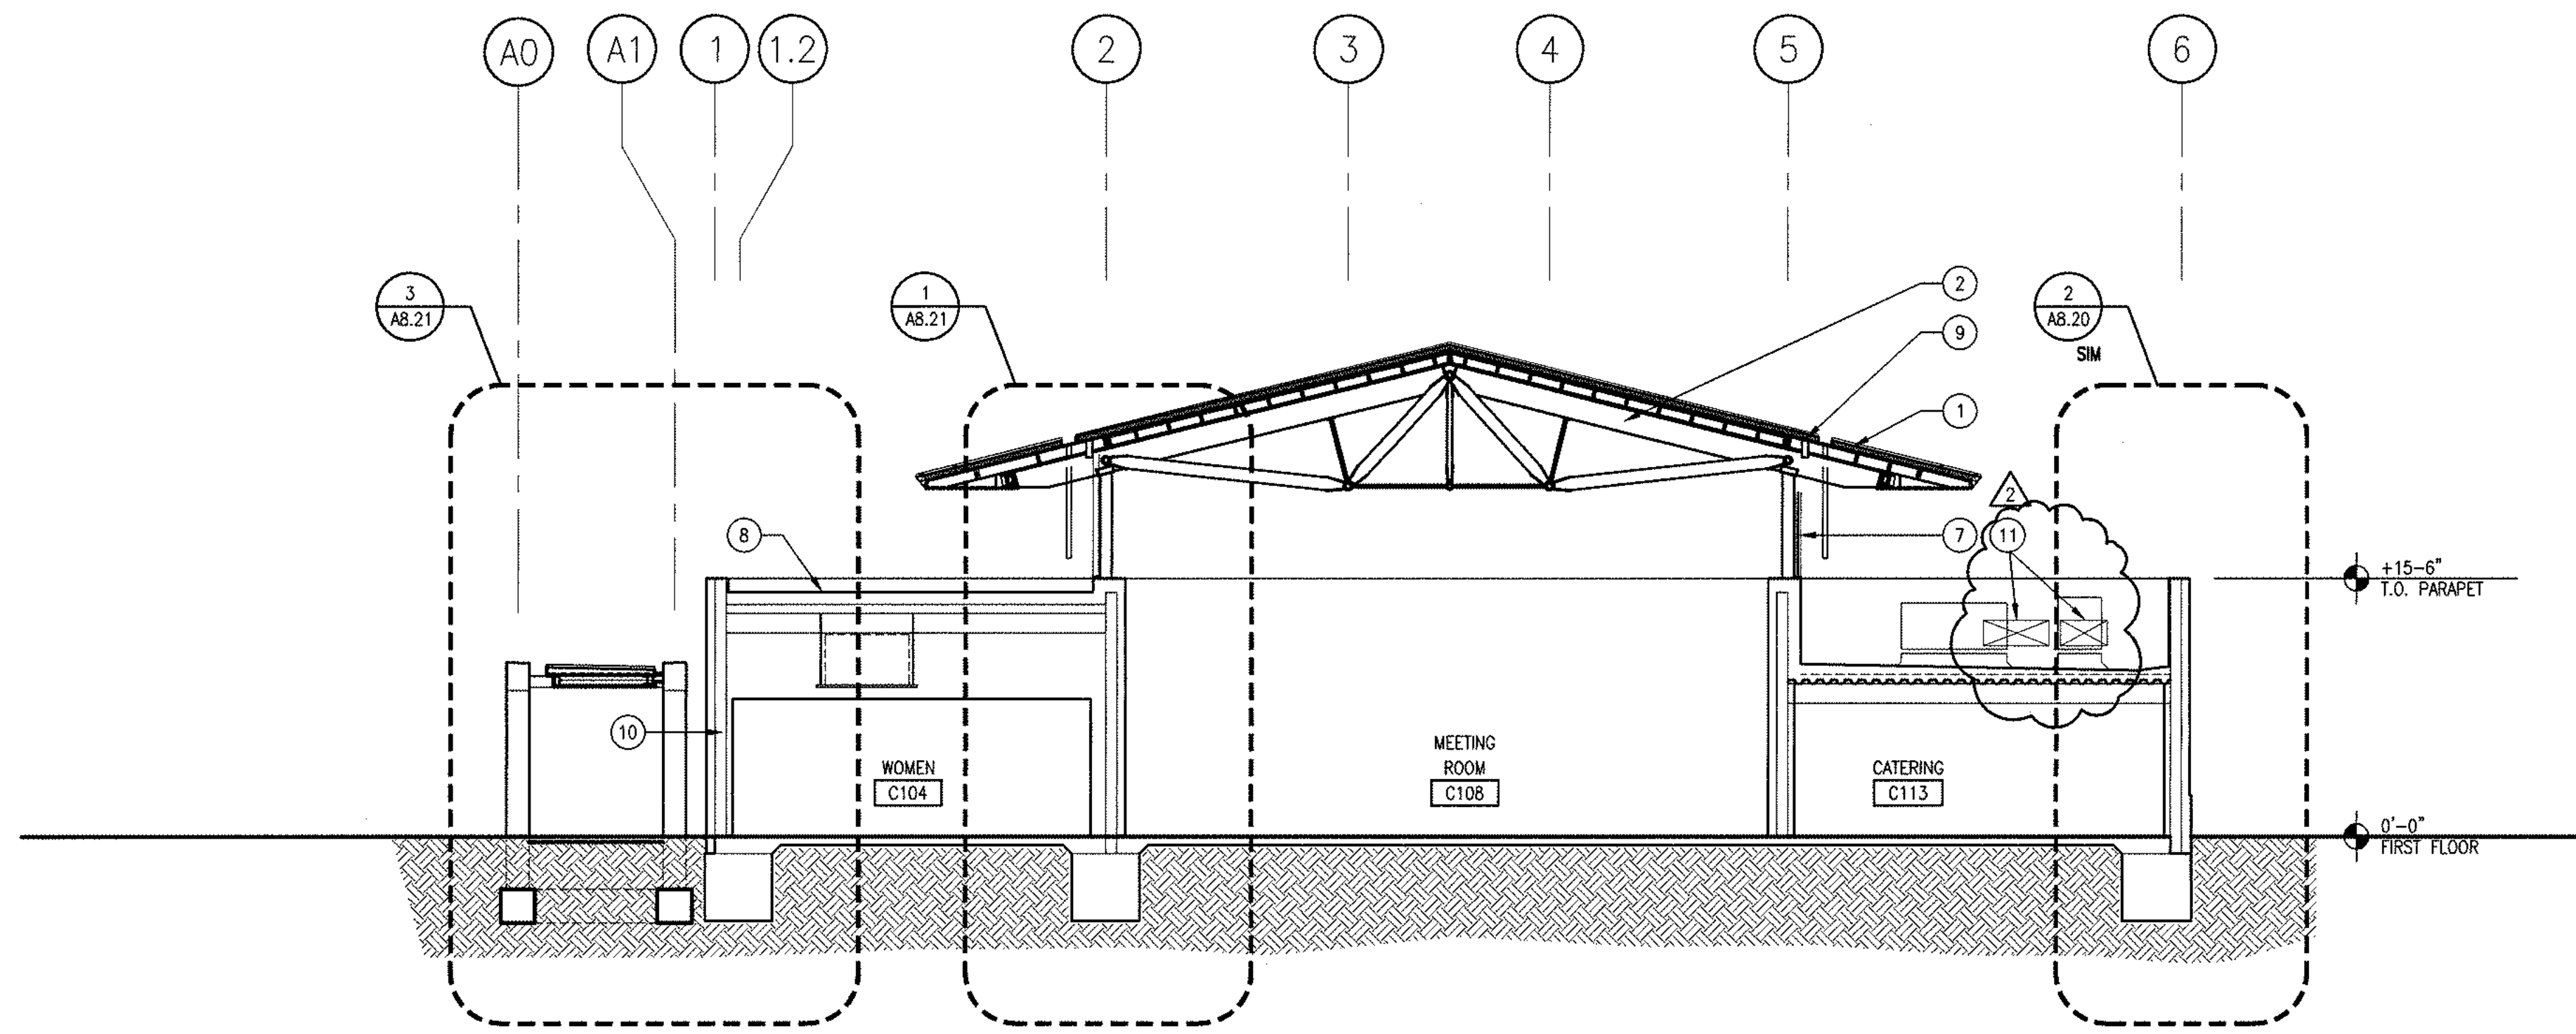 A0
A1
1
1.2
2
3
4
5
6
3
A8.21
1
A8.21
2
A8.20
SIM
2
9
1
2
8
7
11
+15-6"
T.O. PARAPET
10
WOMEN
C104
MEETING
ROOM
C108
CATERING
C113
0'-0"
FIRST FLOOR